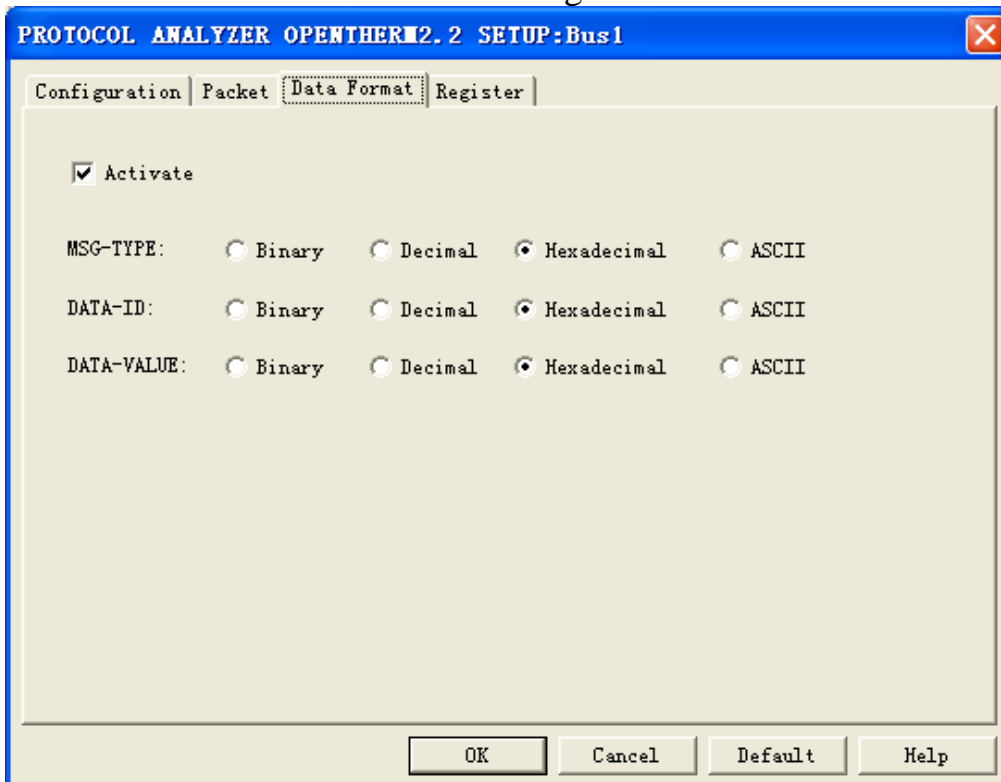 PROTOCOL ANALYZER OPENTHERM2.2 SETUP:Bus1
Configuration Packet Data Format Register
Activate
MSG-TYPE: Binary Decimal Hexadecimal ASCII
DATA-ID: Binary Decimal Hexadecimal ASCII
DATA-VALUE: Binary Decimal Hexadecimal ASCII
OK Cancel Default Help